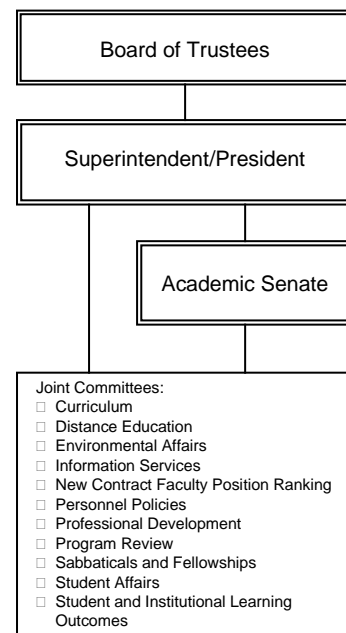 Board of Trustees
Superintendent/President
Academic Senate
Joint Committees:
□ Curriculum
□ Distance Education
□ Environmental Affairs
□ Information Services
□ New Contract Faculty Position Ranking
□ Personnel Policies
□ Professional Development
□ Program Review
□ Sabbaticals and Fellowships
□ Student Affairs
□ Student and Institutional Learning
Outcomes